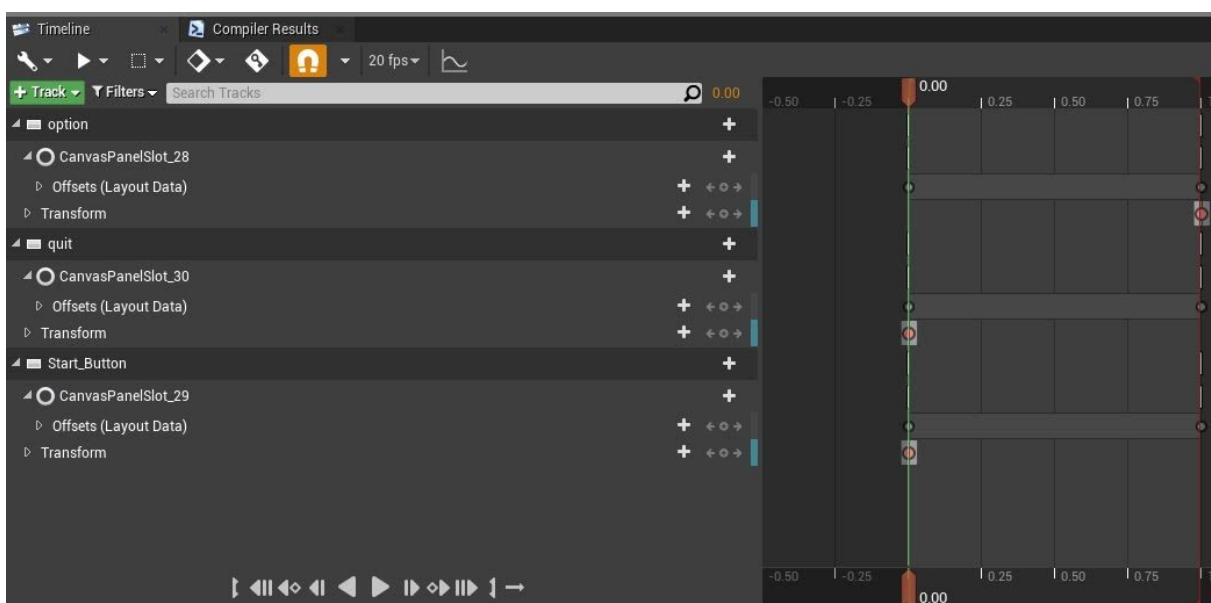 Timeline
Compiler Results
20 fps
+ Track Filters Search Tracks 0.00
-0.50 -0.25 0.00 0.25 0.50 0.75
option
CanvasPanelSlot_28
Offsets (Layout Data)
Transform
quit
CanvasPanelSlot_30
Offsets (Layout Data)
Transform
Start_Button
CanvasPanelSlot_29
Offsets (Layout Data)
Transform
-0.50 -0.25 0.00 0.25 0.50 0.75